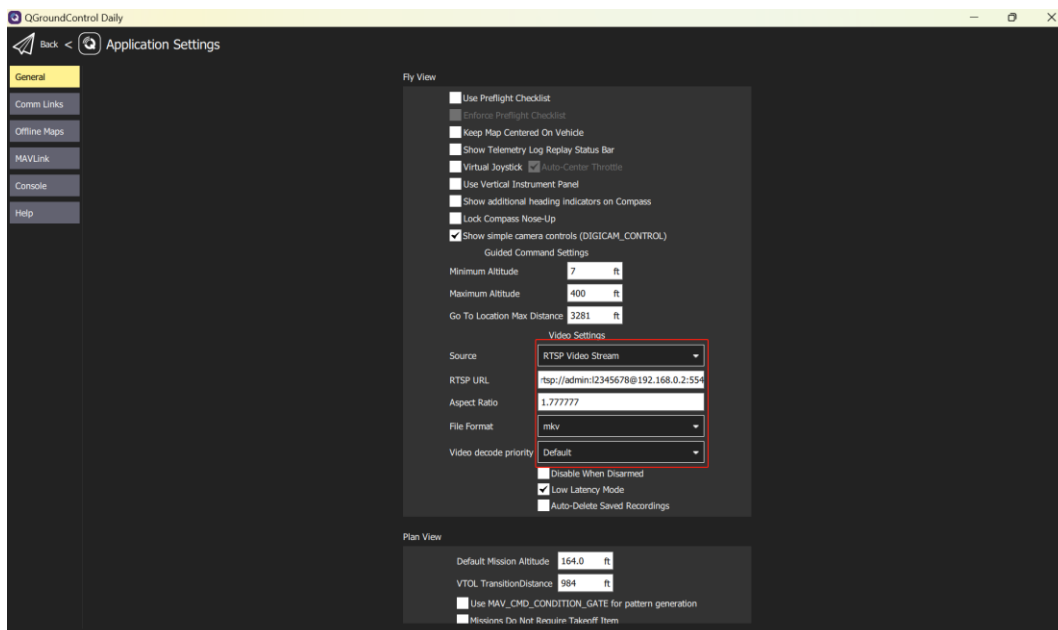 QGroundControl Daily
Back < Application Settings
General
Comm Links
Offline Maps
MAVLink
Console
Help
Fly View
Use Preflight Checklist
Enforce Preflight Checklist
Keep Map Centered On Vehicle
Show Telemetry Log Replay Status Bar
Virtual Joystick Auto-Center Throttle
Use Vertical Instrument Panel
Show additional heading indicators on Compass
Lock Compass Nose-Up
Show simple camera controls (DIGICAM_CONTROL)
Guided Command Settings
Minimum Altitude 7 ft
Maximum Altitude 400 ft
Go To Location Max Distance 3281 ft
Video Settings
Source RTSP Video Stream
RTSP URL rtsp://admin:l2345678@192.168.0.2:554
Aspect Ratio 1.777777
File Format mkv
Video decode priority Default
Disable When Disarmed
Low Latency Mode
Auto-Delete Saved Recordings
Plan View
Default Mission Altitude 164.0 ft
VTOL TransitionDistance 984 ft
Use MAV_CMD_CONDITION_GATE for pattern generation
Missions Do Not Require Takeoff Item